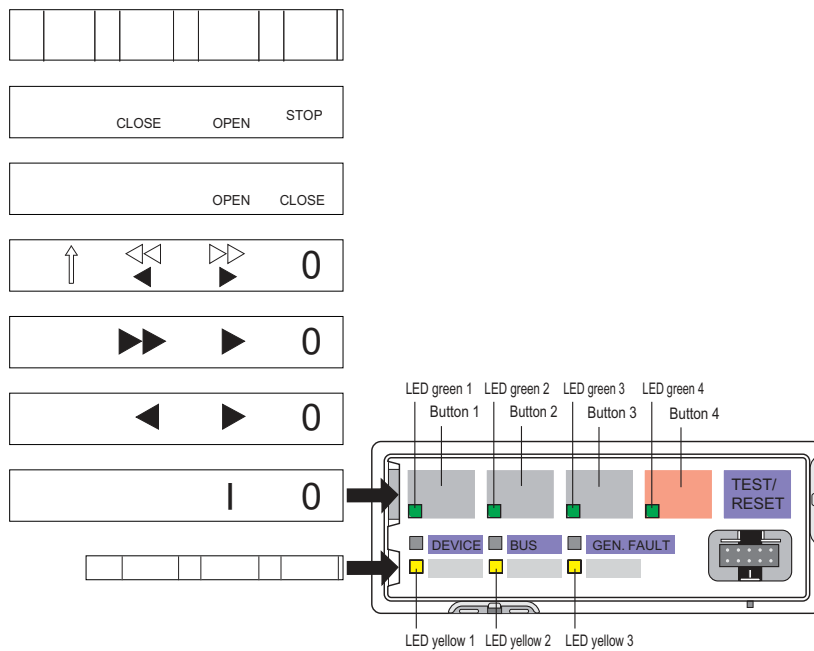 CLOSE OPEN STOP
OPEN CLOSE
0
0
0
I 0
LED green 1 LED green 2 LED green 3 LED green 4
Button 1 Button 2 Button 3 Button 4
TEST/
RESET
DEVICE BUS GEN. FAULT
LED yellow 1 LED yellow 2 LED yellow 3